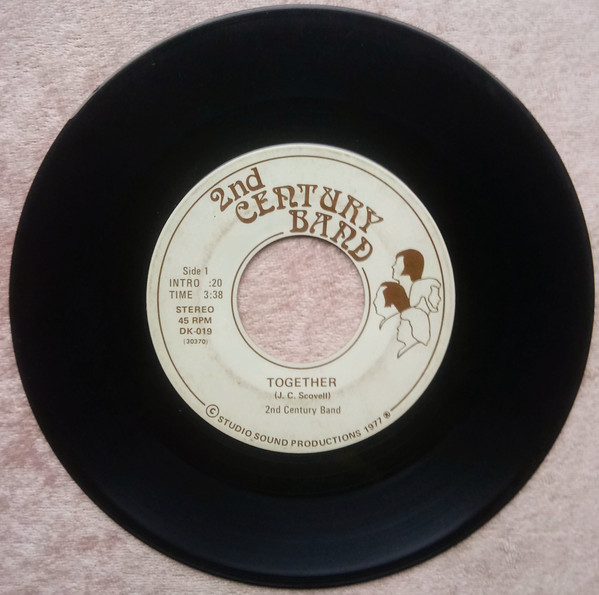 2nd
CENTURY
BAND
Side 1
INTRO :20
TIME 3:38
STEREO
45 RPM
DK-019
(30370)
TOGETHER
(J. C. Scovell)
2nd Century Band
© STUDIO SOUND PRODUCTIONS 1977 ®